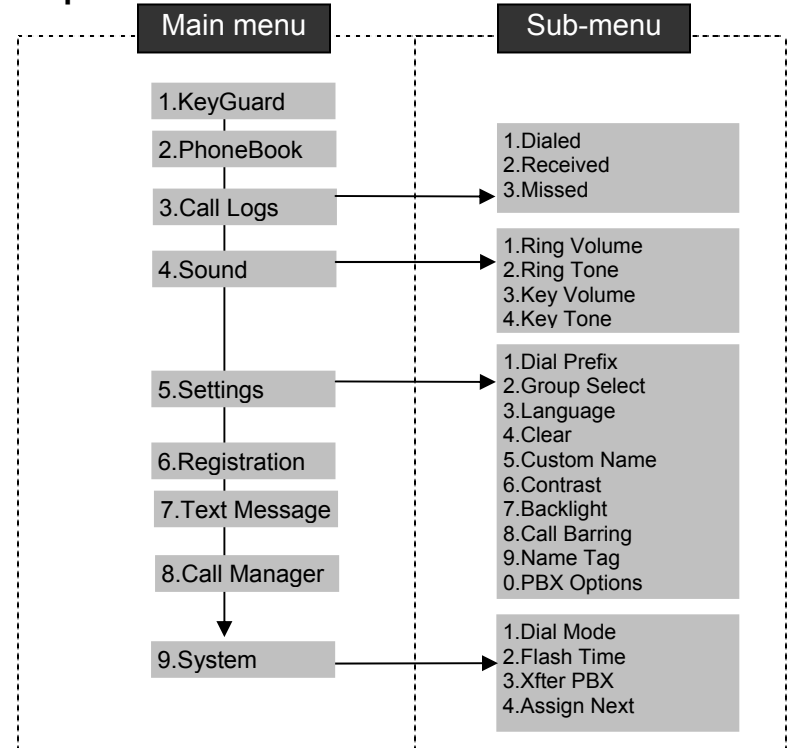 Main menu
Sub-menu
1.KeyGuard
2.PhoneBook
3.Call Logs
1.Dialed
2.Received
3.Missed
4.Sound
1.Ring Volume
2.Ring Tone
3.Key Volume
4.Key Tone
5.Settings
1.Dial Prefix
2.Group Select
3.Language
4.Clear
5.Custom Name
6.Contrast
7.Backlight
8.Call Barring
9.Name Tag
0.PBX Options
6.Registration
7.Text Message
8.Call Manager
9.System
1.Dial Mode
2.Flash Time
3.Xfter PBX
4.Assign Next